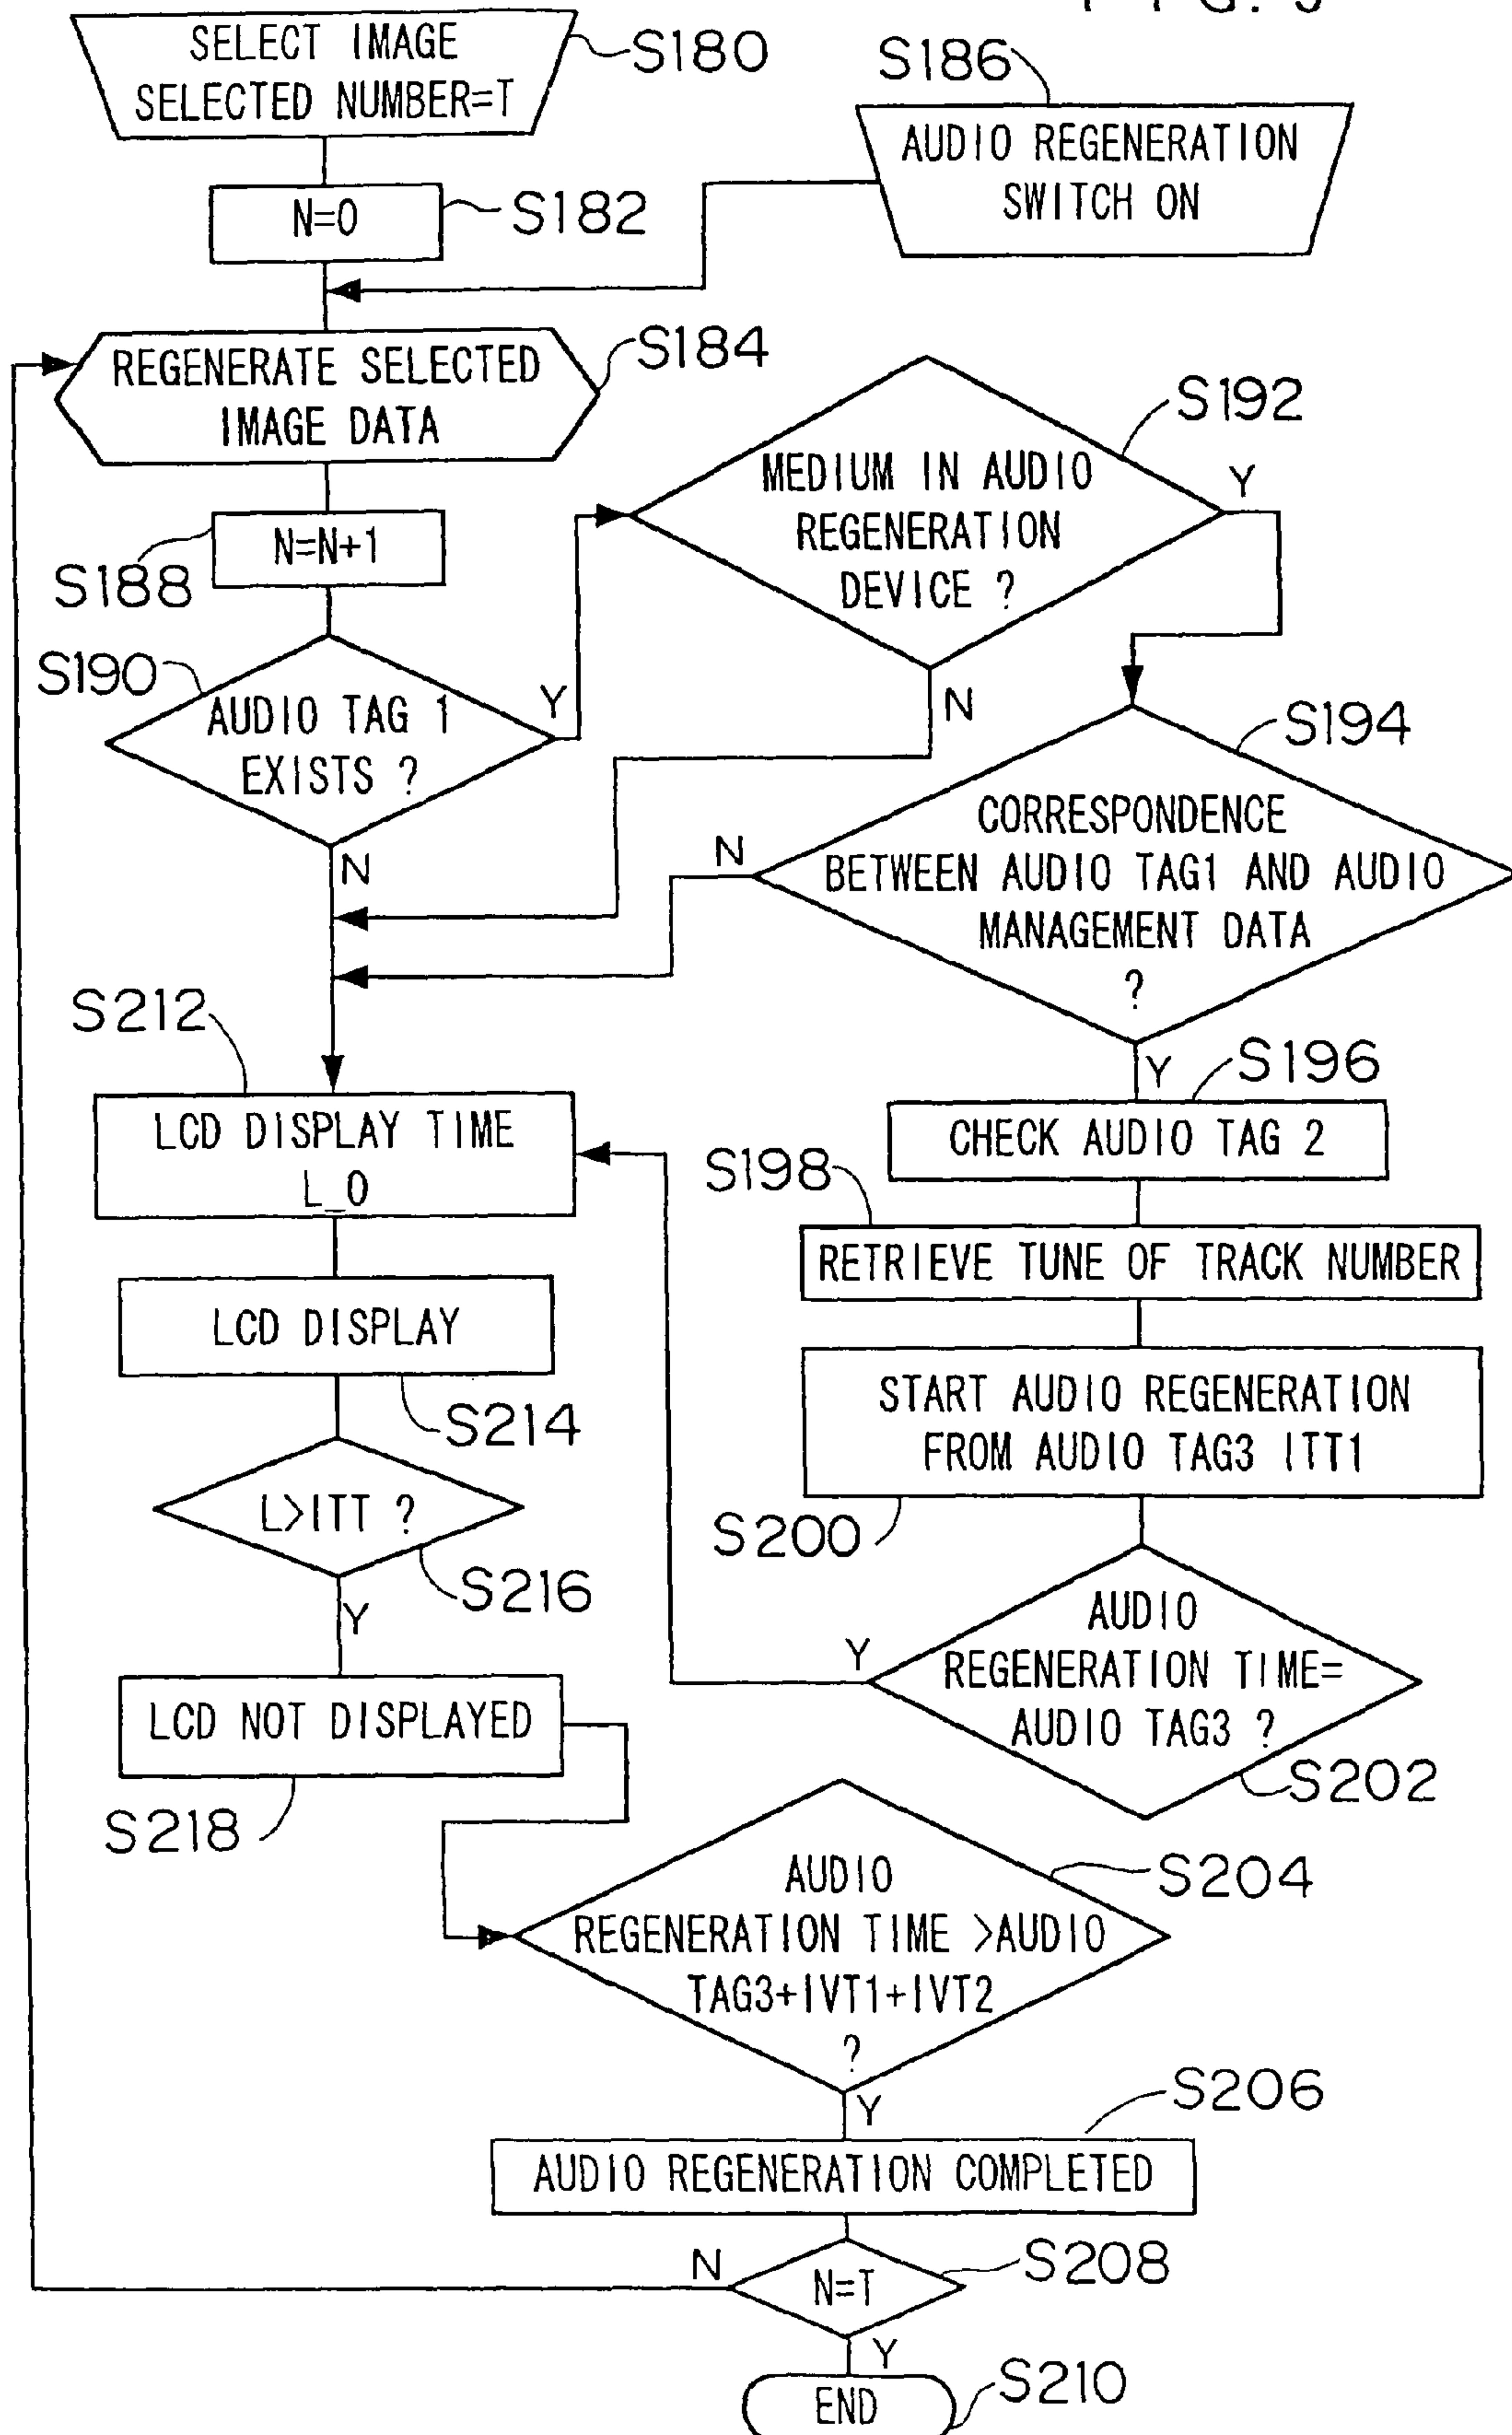 SELECT IMAGE
SELECTED NUMBER=T
S180
S186
AUDIO REGENERATION
SWITCH ON
N=0
S182
REGENERATE SELECTED
IMAGE DATA
S184
S192
MEDIUM IN AUDIO
REGENERATION
DEVICE ?
Y
N
N=N+1
S188
S190
AUDIO TAG 1
EXISTS ?
Y
N
S194
CORRESPONDENCE
BETWEEN AUDIO TAG1 AND AUDIO
MANAGEMENT DATA
?
N
Y
S196
CHECK AUDIO TAG 2
S198
RETRIEVE TUNE OF TRACK NUMBER
START AUDIO REGENERATION
FROM AUDIO TAG3 ITT1
S200
AUDIO
REGENERATION TIME=
AUDIO TAG3 ?
Y
S202
S212
LCD DISPLAY TIME
L_0
LCD DISPLAY
S214
L>ITT ?
S216
Y
LCD NOT DISPLAYED
S218
S204
AUDIO
REGENERATION TIME >AUDIO
TAG3+IVT1+IVT2
?
Y
S206
AUDIO REGENERATION COMPLETED
N
N=T
S208
Y
END
S210